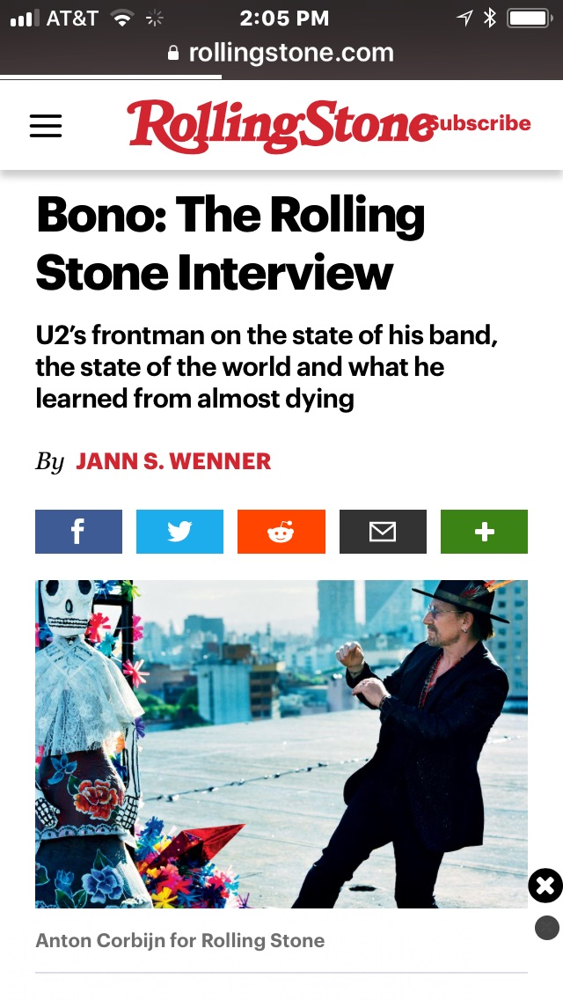 AT&T 2:05 PM
rollingstone.com
RollingStone Subscribe
Bono: The Rolling
Stone Interview
U2’s frontman on the state of his band,
the state of the world and what he
learned from almost dying
By JANN S. WENNER
Anton Corbijn for Rolling Stone